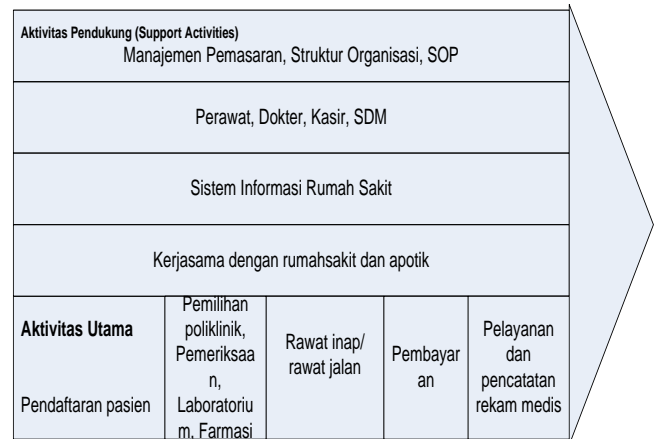 Aktivitas Pendukung (Support Activities)
Manajemen Pemasaran, Struktur Organisasi, SOP
Perawat, Dokter, Kasir, SDM
Sistem Informasi Rumah Sakit
Kerjasama dengan rumahsakit dan apotik
Aktivitas Utama
Pendaftaran pasien
Pemilihan
poliklinik,
Pemeriksaa
n,
Laboratoriu
m, Farmasi
Rawat inap/
rawat jalan
Pembayar
an
Pelayanan
dan
pencatatan
rekam medis